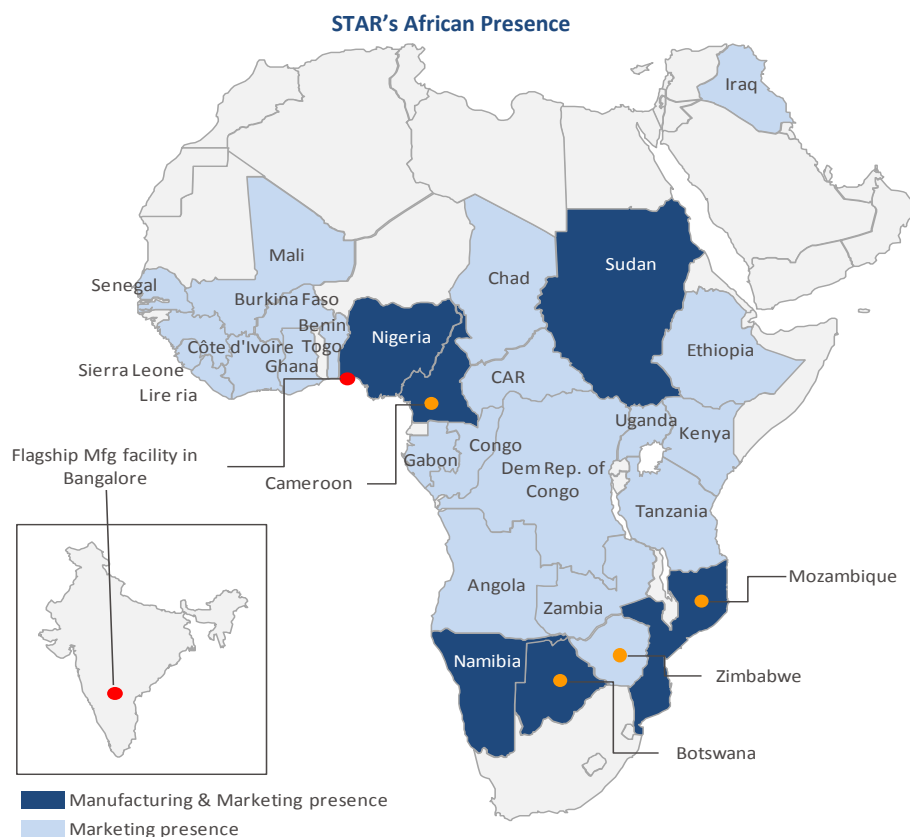 STAR's African Presence
Iraq
Mali
Senegal
Chad
Sudan
Burkina Faso
Benin
Nigeria
Togo
Côte d'Ivoire
Ghana
Ethiopia
Sierra Leone
Lire ria
CAR
Uganda
Kenya
Congo
Gabon
Flagship Mfg facility in
Bangalore
Cameroon
Dem Rep. of
Congo
Tanzania
Angola
Mozambique
Zambia
Namibia
Zimbabwe
Botswana
Manufacturing & Marketing presence
Marketing presence